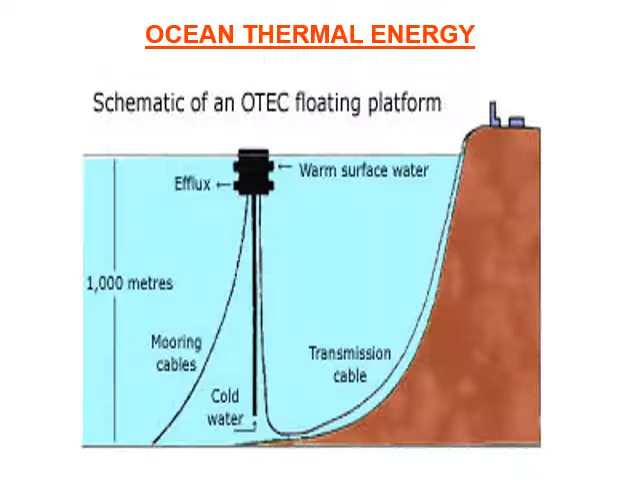 OCEAN THERMAL ENERGY
Schematic of an OTEC floating platform
Warm surface water
Efflux
1,000 metres
Mooring
cables
Transmission
cable
Cold
water